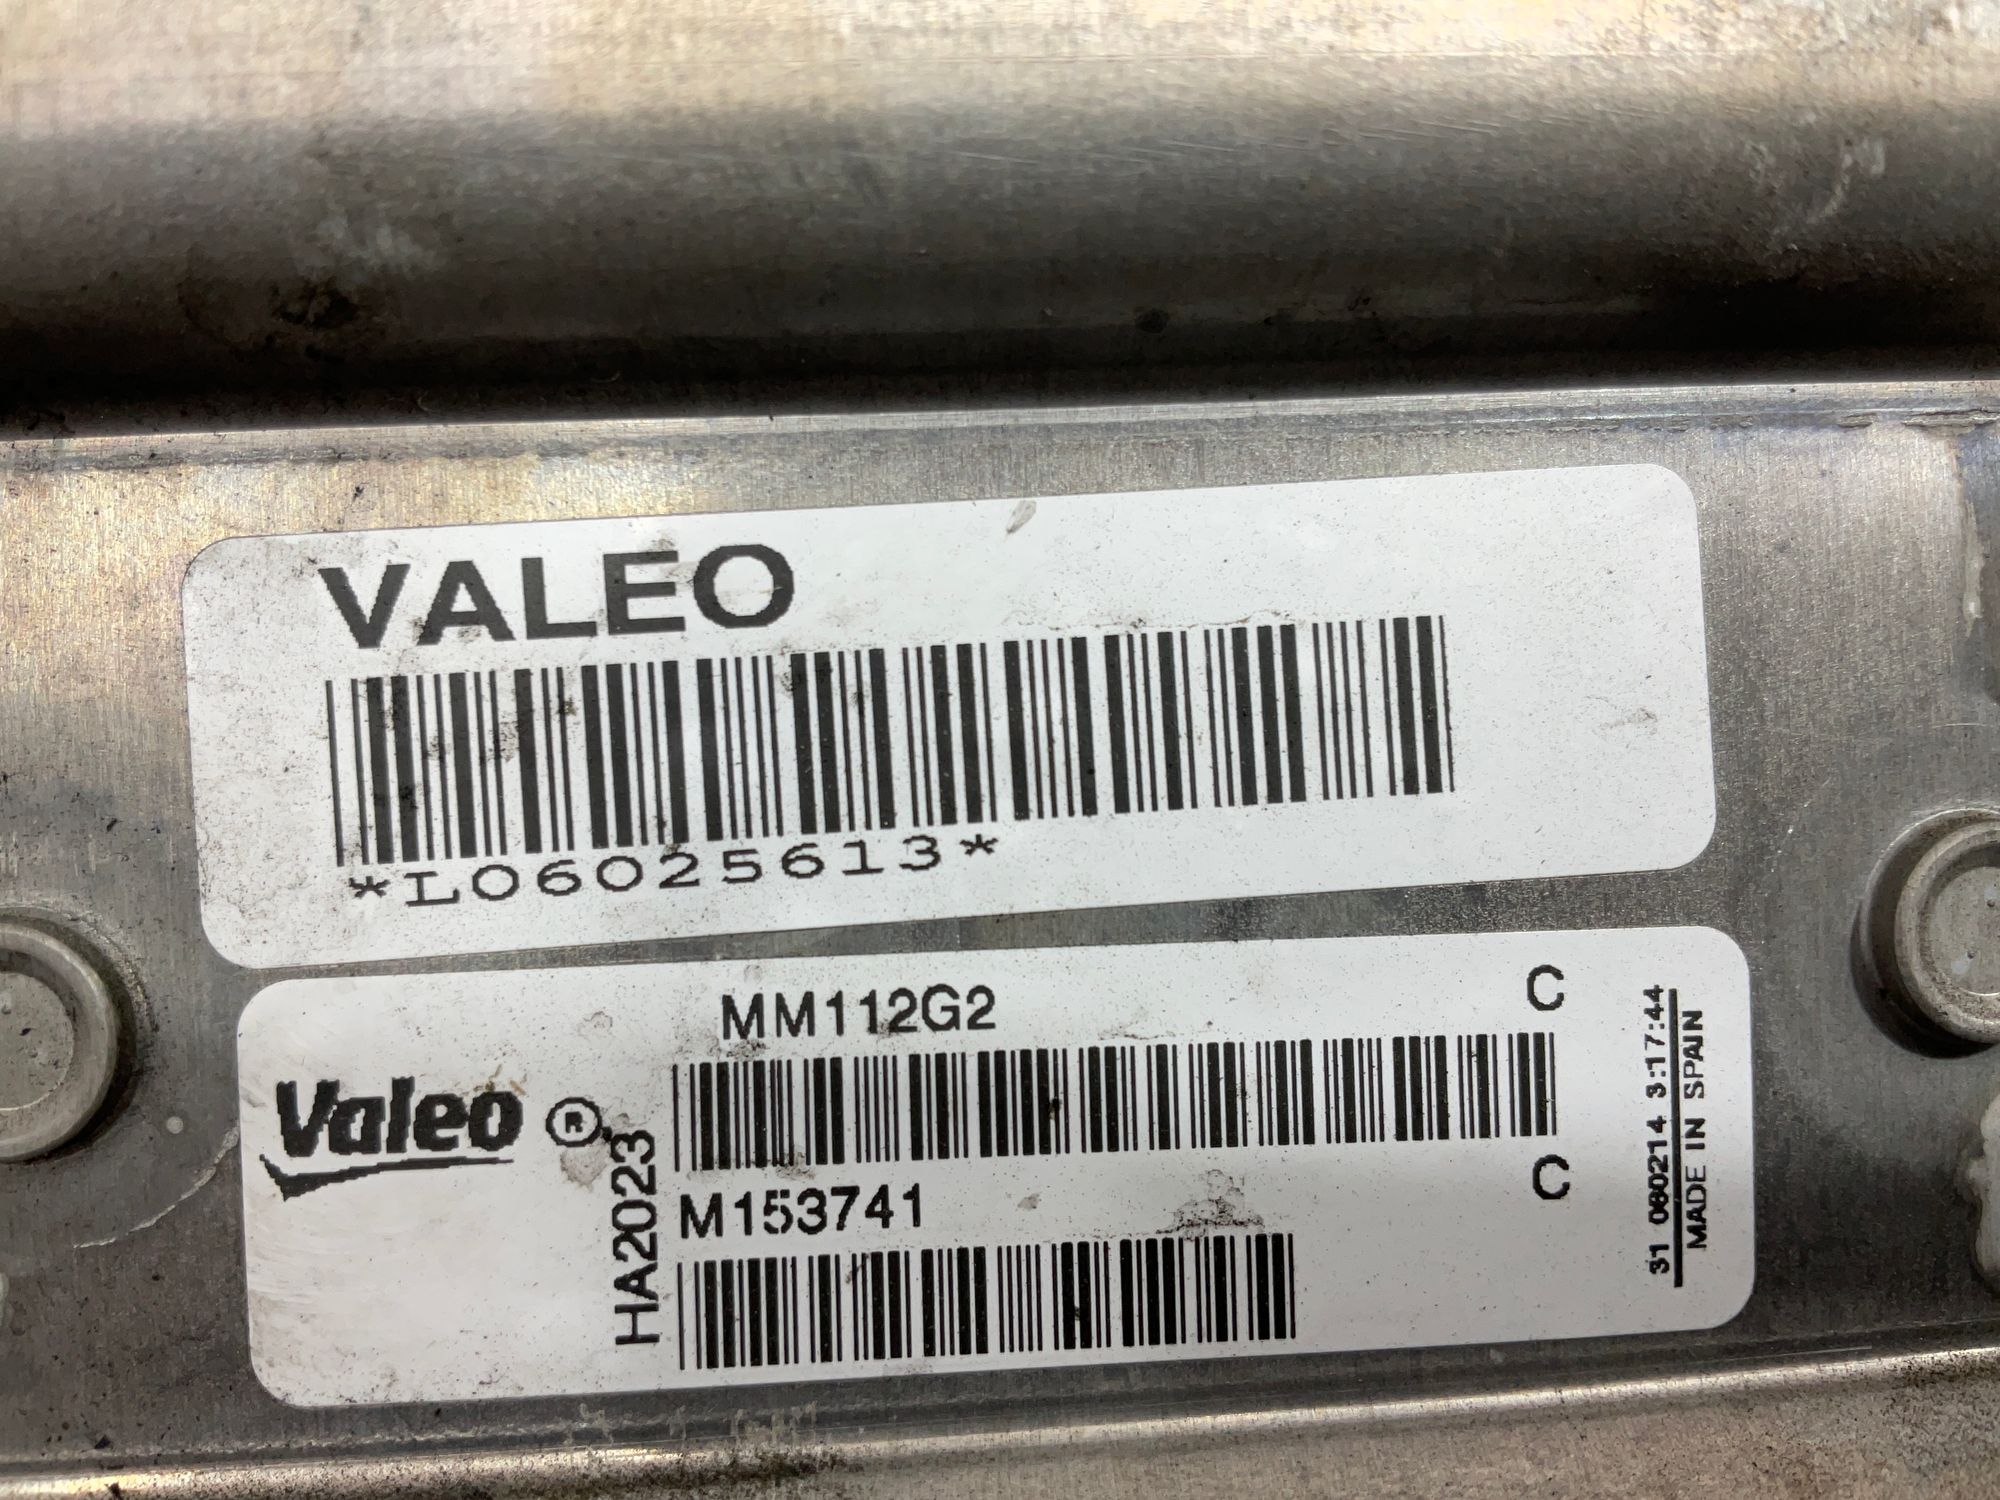 VALEO
*L06025613*
MM112G2 C
Valeo ®
HA2023
M153741 C
31 080214 3:17:44
MADE IN SPAIN